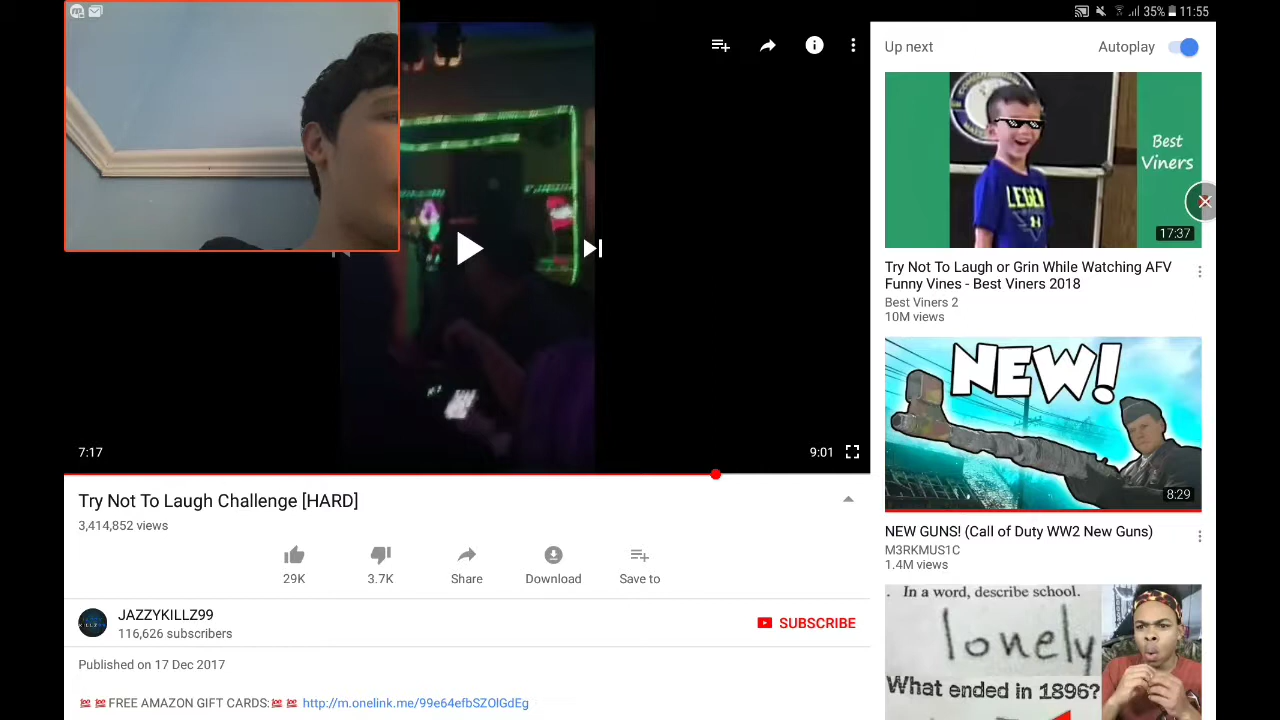 35% 11:55
Up next
Autoplay
Best
Viners
LEGEN
17:37
Try Not To Laugh or Grin While Watching AFV
Funny Vines - Best Viners 2018
Best Viners 2
10M views
NEW!
8:29
NEW GUNS! (Call of Duty WW2 New Guns)
M3RKMUS1C
1.4M views
. In a word, describe school.
lonely
What ended in 1896?
7:17
9:01
Try Not To Laugh Challenge [HARD]
3,414,852 views
29K
3.7K
Share
Download
Save to
JAZZYKILLZ99
116,626 subscribers
SUBSCRIBE
Published on 17 Dec 2017
FREE AMAZON GIFT CARDS: http://m.onelink.me/99e64efbSZOlGdEg